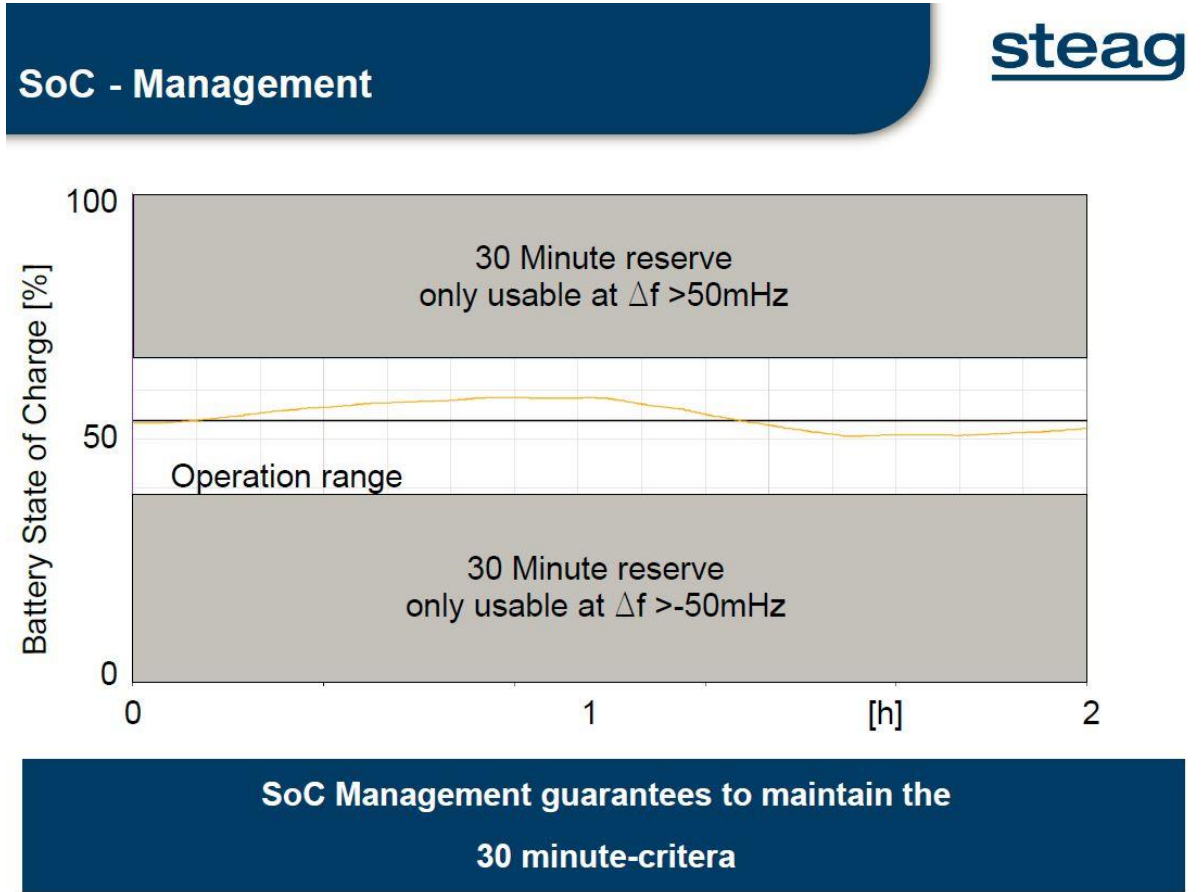 SoC - Management
steag
100
30 Minute reserve
only usable at Δf >50mHz
Battery State of Charge [%]
50
Operation range
30 Minute reserve
only usable at Δf >-50mHz
0
0 1 [h] 2
SoC Management guarantees to maintain the
30 minute-critera